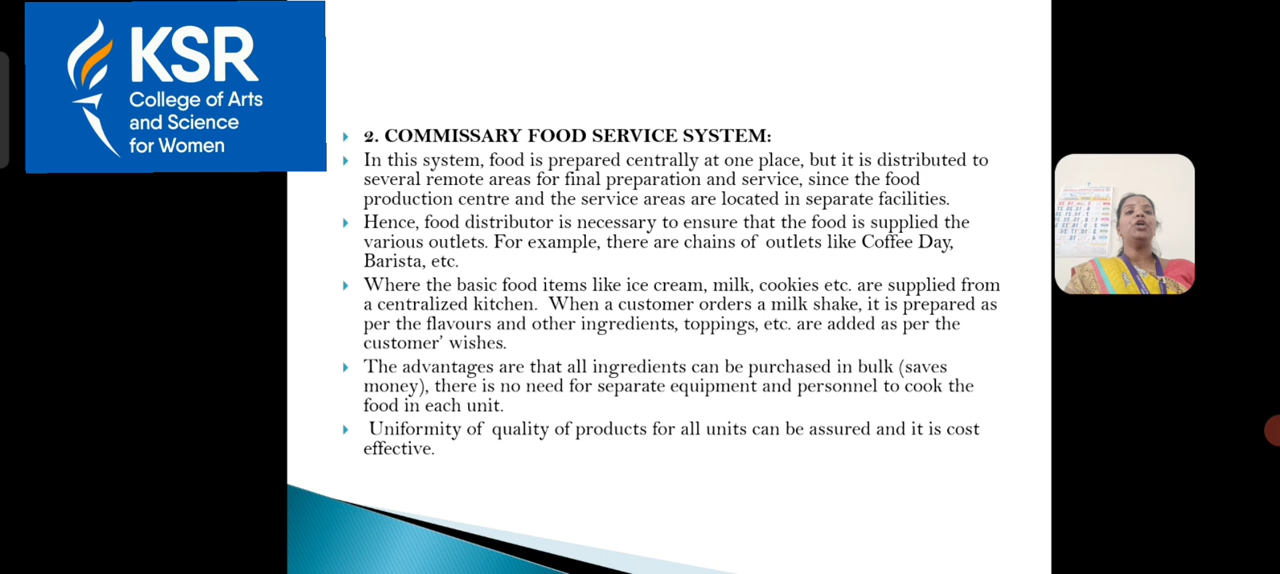 KSR
College of Arts
and Science
for Women
2. COMMISSARY FOOD SERVICE SYSTEM:
In this system, food is prepared centrally at one place, but it is distributed to
several remote areas for final preparation and service, since the food
production centre and the service areas are located in separate facilities.
Hence, food distributor is necessary to ensure that the food is supplied the
various outlets. For example, there are chains of outlets like Coffee Day,
Barista, etc.
Where the basic food items like ice cream, milk, cookies etc. are supplied from
a centralized kitchen. When a customer orders a milk shake, it is prepared as
per the flavours and other ingredients, toppings, etc. are added as per the
customer’ wishes.
The advantages are that all ingredients can be purchased in bulk (saves
money), there is no need for separate equipment and personnel to cook the
food in each unit.
Uniformity of quality of products for all units can be assured and it is cost
effective.